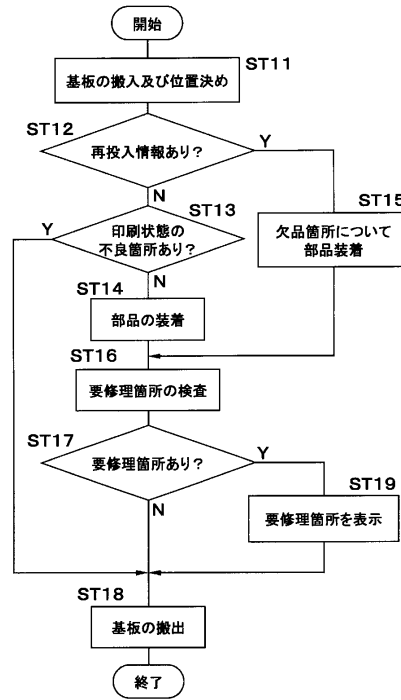 開始
ST11
基板の搬入及び位置決め
ST12
再投入情報あり？
Y
N
ST13
印刷状態の
不良箇所あり？
Y
N
ST15
欠品箇所について
部品装着
ST14
部品の装着
ST16
要修理箇所の検査
ST17
要修理箇所あり？
Y
N
ST19
要修理箇所を表示
ST18
基板の搬出
終了